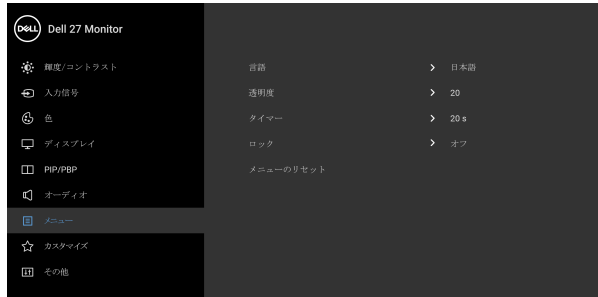 DELL Dell 27 Monitor
輝度/コントラスト
入力信号
色
ディスプレイ
PIP/PBP
オーディオ
メニュー
カスタマイズ
その他
言語 日本語
透明度 20
タイマー 20 s
ロック オフ
メニューのリセット